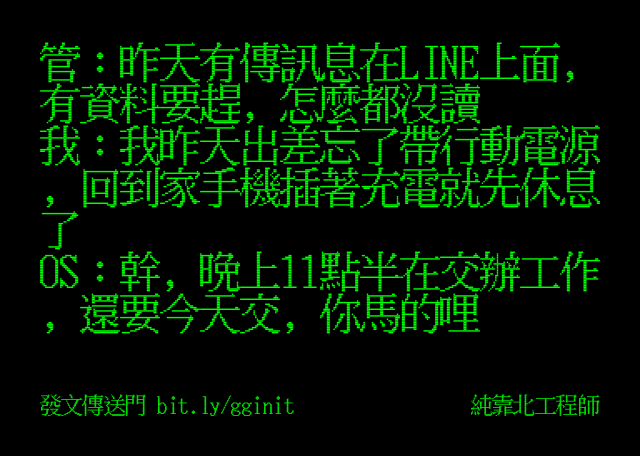 管：昨天有傳訊息在LINE上面，
有資料要趕，怎麼都沒讀
我：我昨天出差忘了帶行動電源
，回到家手機插著充電就先休息
了
OS：幹，晚上11點半在交辦工作
，還要今天交，你馬的哩
發文傳送門 bit.ly/gginit
純靠北工程師